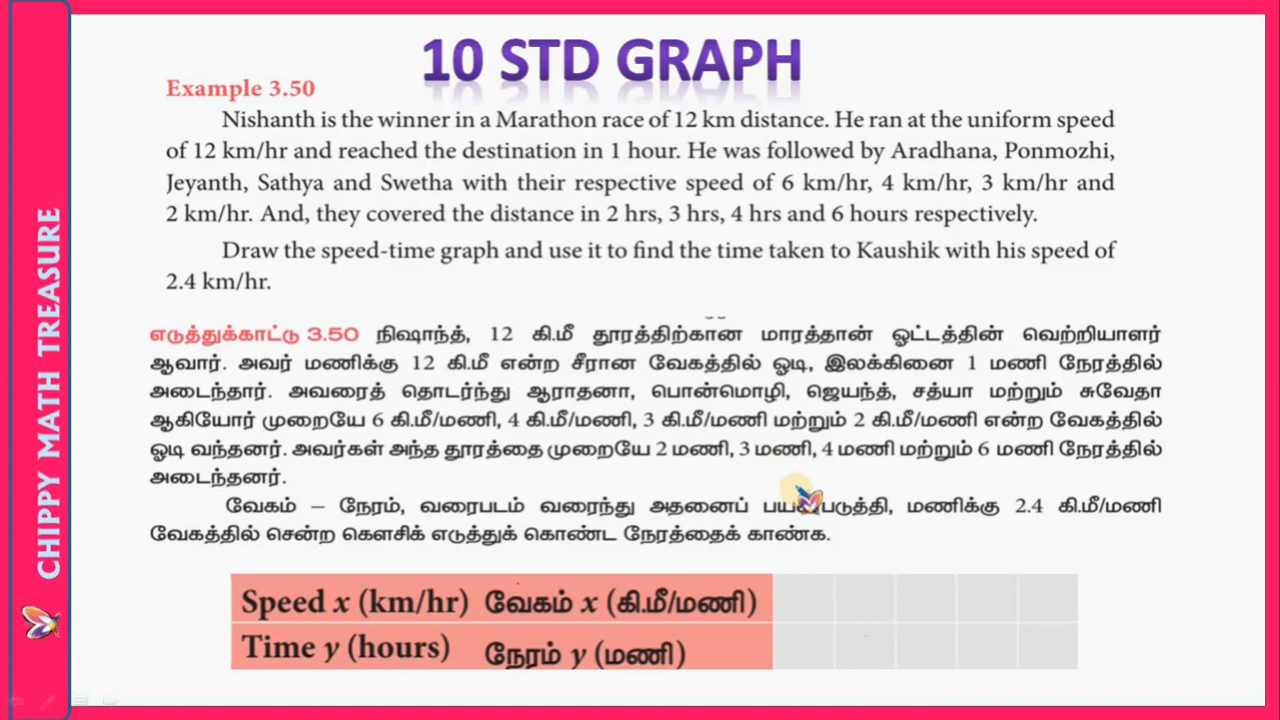 10 STD GRAPH
Example 3.50
Nishanth is the winner in a Marathon race of 12 km distance. He ran at the uniform speed
of 12 km/hr and reached the destination in 1 hour. He was followed by Aradhana, Ponmozhi,
Jeyanth, Sathya and Swetha with their respective speed of 6 km/hr, 4 km/hr, 3 km/hr and
2 km/hr. And, they covered the distance in 2 hrs, 3 hrs, 4 hrs and 6 hours respectively.
Draw the speed-time graph and use it to find the time taken to Kaushik with his speed of
2.4 km/hr.
எடுத்துக்காட்டு 3.50 நிஷாந்த், 12 கி.மீ தூரத்திற்கான மாரத்தான் ஓட்டத்தின் வெற்றியாளர்
ஆவார். அவர் மணிக்கு 12 கி.மீ என்ற சீரான வேகத்தில் ஓடி, இலக்கினை 1 மணி நேரத்தில்
அடைந்தார். அவரைத் தொடர்ந்து ஆராதனா, பொன்மொழி, ஜெயந்த், சத்யா மற்றும் சுவேதா
ஆகியோர் முறையே 6 கி.மீ/மணி, 4 கி.மீ/மணி, 3 கி.மீ/மணி மற்றும் 2 கி.மீ/மணி என்ற வேகத்தில்
ஓடி வந்தனர். அவர்கள் அந்த தூரத்தை முறையே 2 மணி, 3 மணி, 4 மணி மற்றும் 6 மணி நேரத்தில்
அடைந்தனர்.
வேகம் – நேரம், வரைபடம் வரைந்து அதனைப் மணிக்கு 2.4 கி.மீ/மணி
வேகத்தில் சென்ற கௌசிக் எடுத்துக் கொண்ட நேரத்தைக் காண்க.
Speed x (km/hr) வேகம் x (கி.மீ/மணி)
Time y (hours) நேரம் y (மணி)
CHIPPY MATH TREASURE